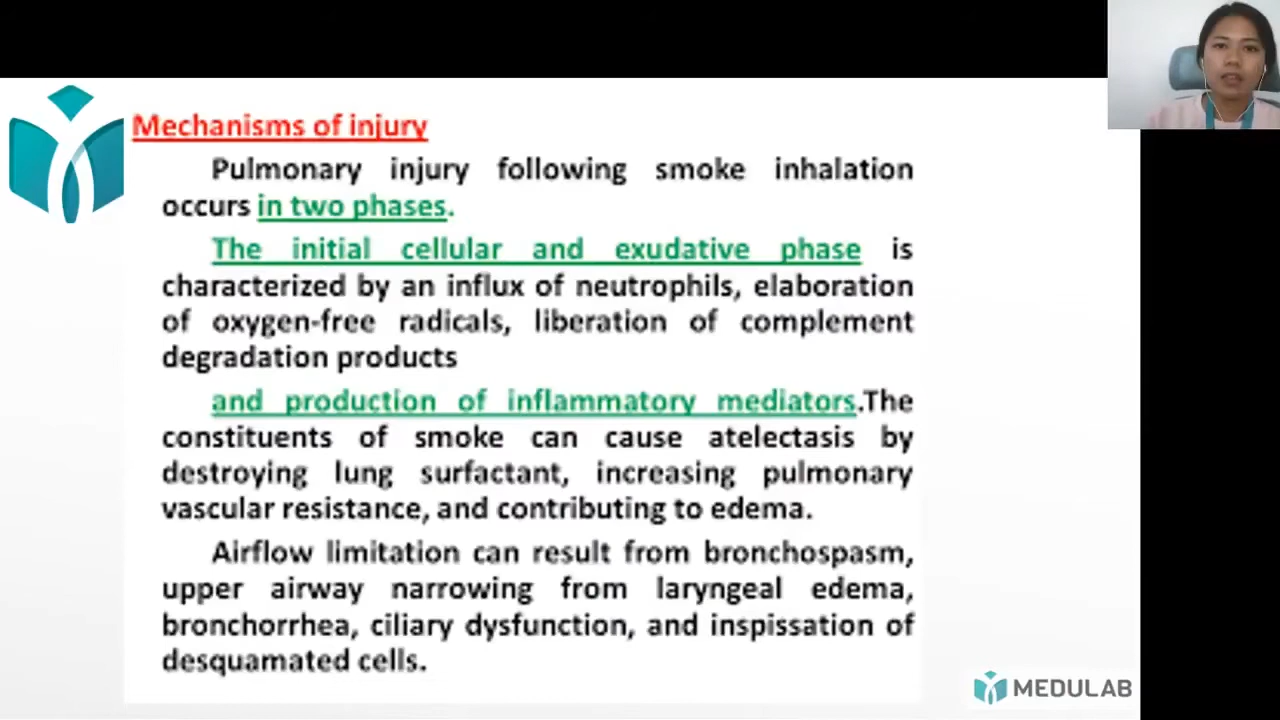 Mechanisms of injury
Pulmonary injury following smoke inhalation
occurs in two phases.
The initial cellular and exudative phase is
characterized by an influx of neutrophils, elaboration
of oxygen-free radicals, liberation of complement
degradation products
and production of inflammatory mediators.The
constituents of smoke can cause atelectasis by
destroying lung surfactant, increasing pulmonary
vascular resistance, and contributing to edema.
Airflow limitation can result from bronchospasm,
upper airway narrowing from laryngeal edema,
bronchorrhea, ciliary dysfunction, and inspissation of
desquamated cells.
MEDULAB